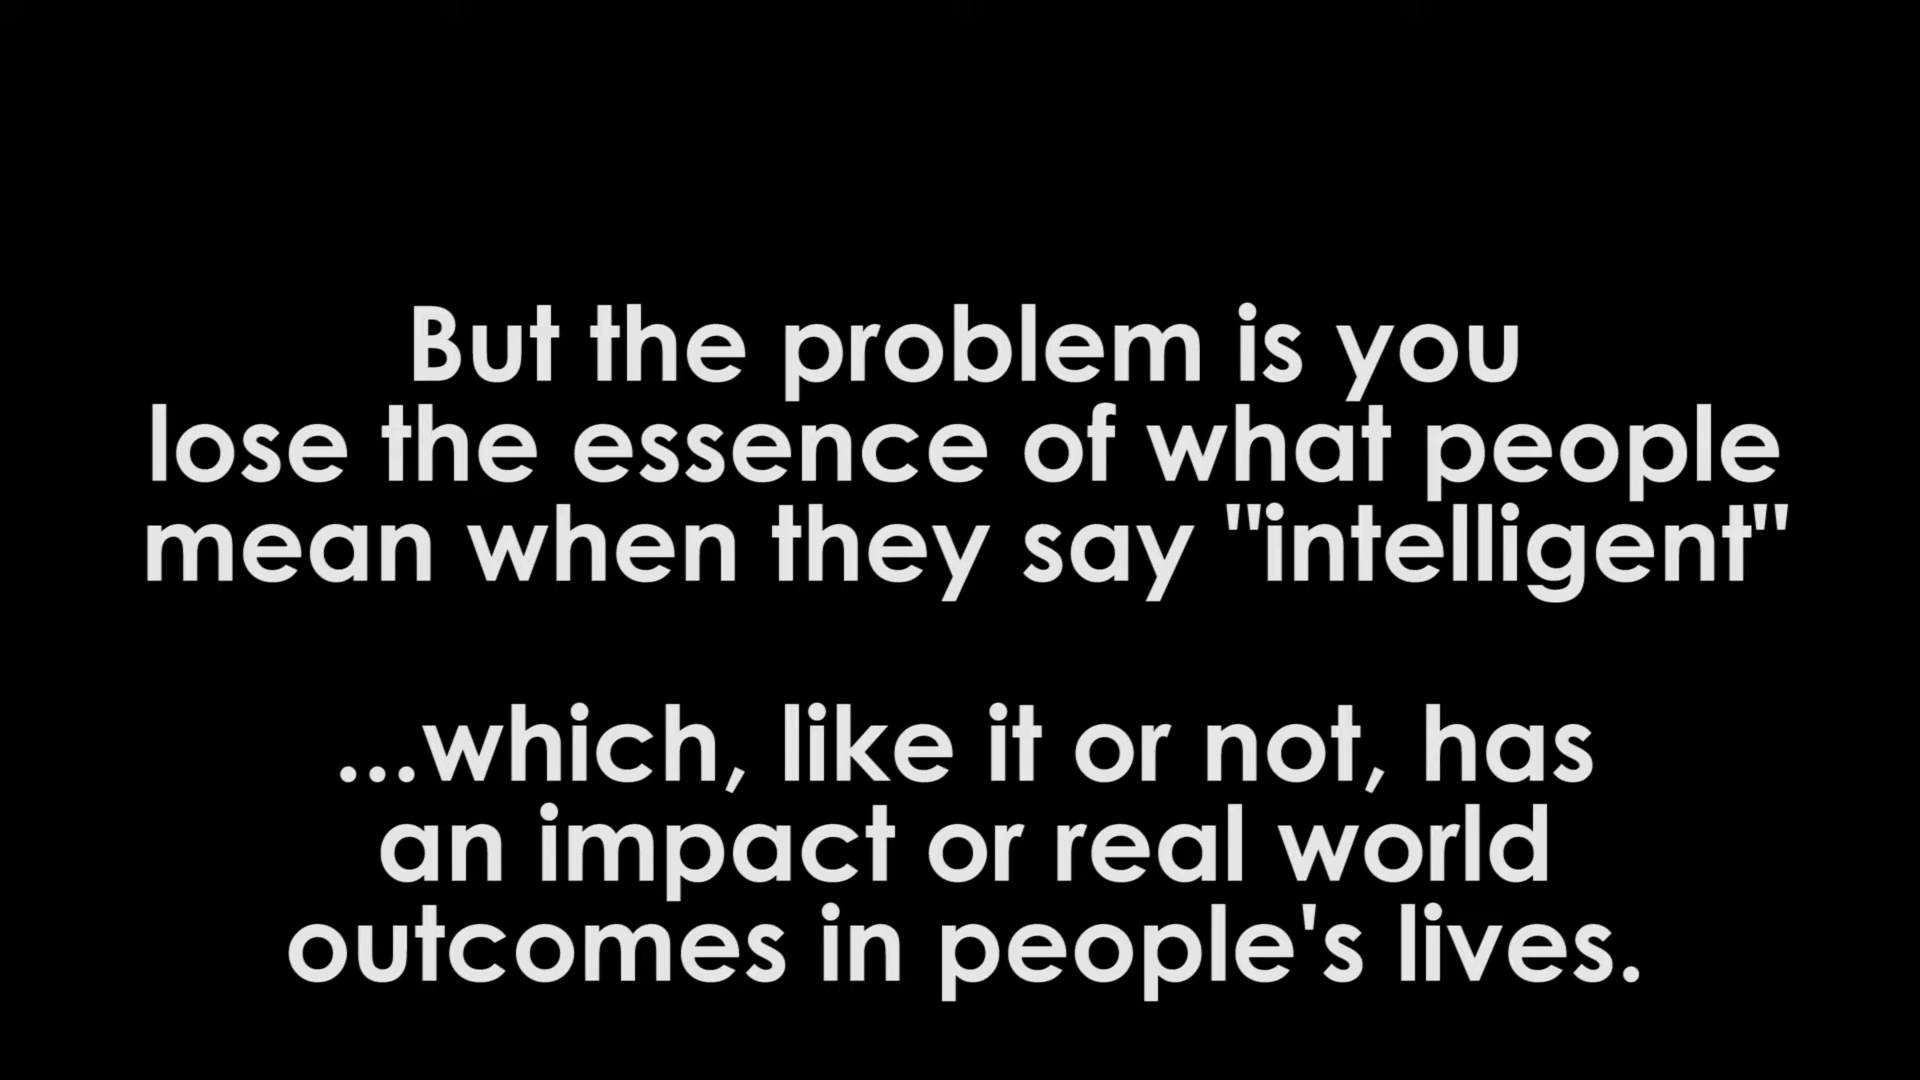 But the problem is you
lose the essence of what people
mean when they say "intelligent"
...which, like it or not, has
an impact or real world
outcomes in people's lives.